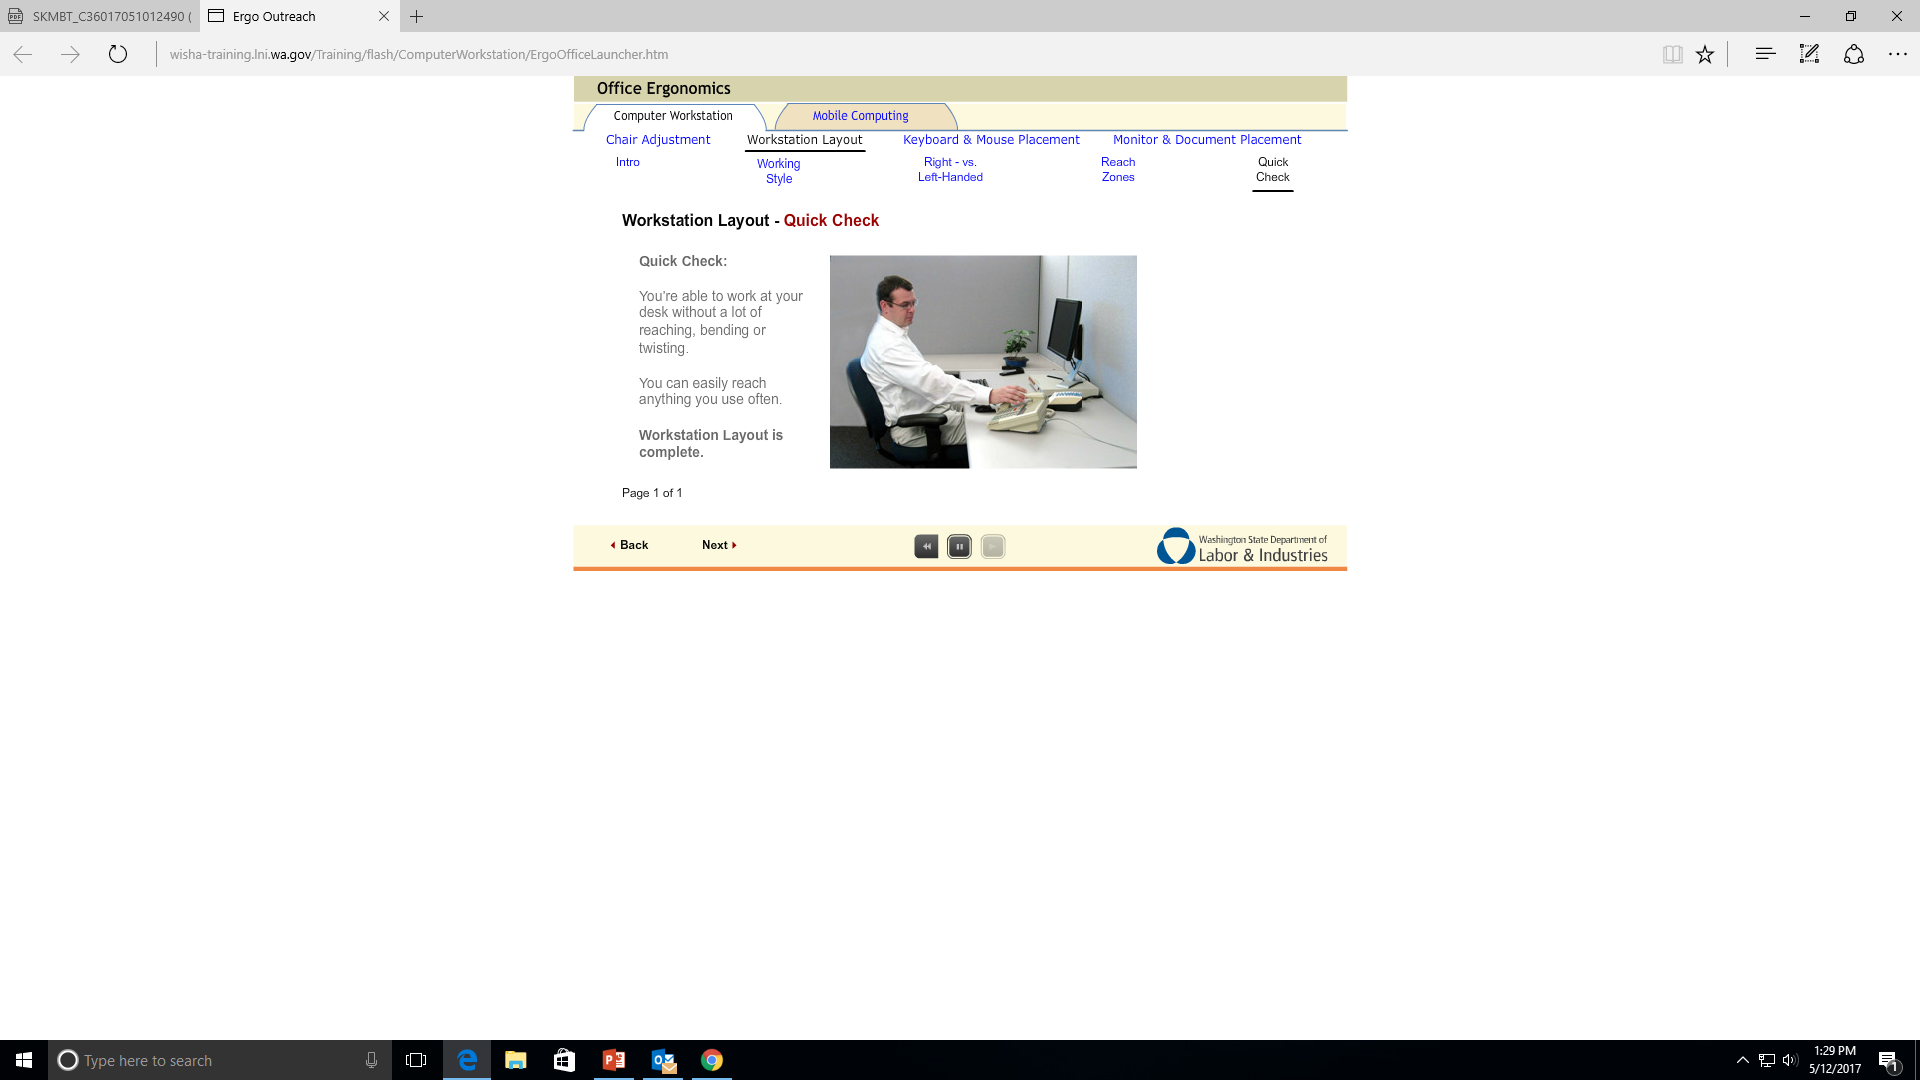 SKMBT_C36017051012490 (
Ergo Outreach
wisha-training.lni.wa.gov/Training/flash/ComputerWorkstation/ErgoOfficeLauncher.htm
Office Ergonomics
Computer Workstation
Mobile Computing
Chair Adjustment
Workstation Layout
Keyboard & Mouse Placement
Monitor & Document Placement
Intro
Working
Style
Right - vs.
Left-Handed
Reach
Zones
Quick
Check
Workstation Layout - Quick Check
Quick Check:
You're able to work at your
desk without a lot of
reaching, bending or
twisting.
You can easily reach
anything you use often.
Workstation Layout is
complete.
Page 1 of 1
Back
Next
Washington State Department of
Labor & Industries
Type here to search
1:29 PM
5/12/2017
1